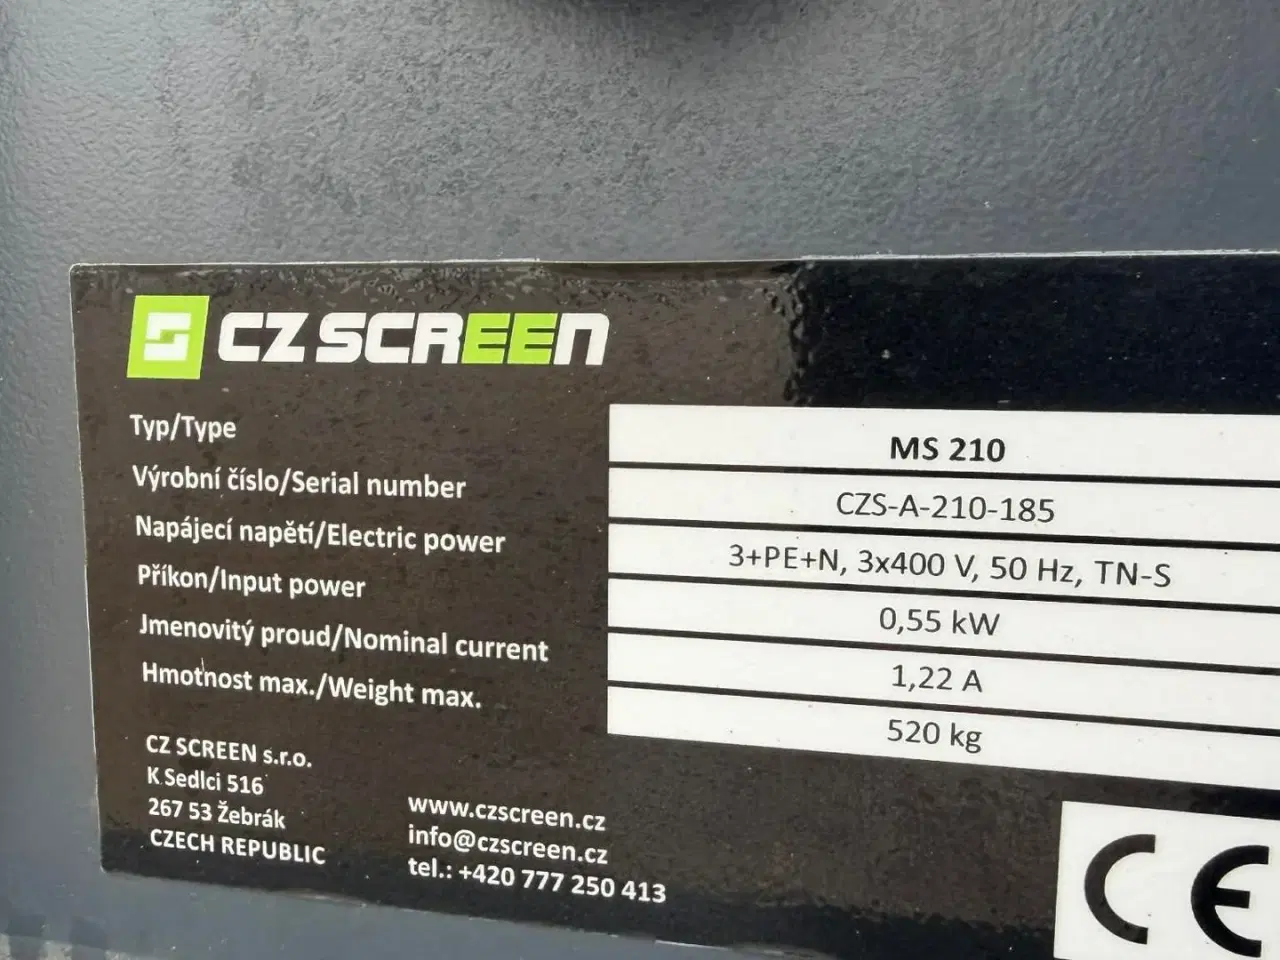 CZ SCREEN
Typ/Type MS 210
Výrobní číslo/Serial number CZS-A-210-185
Napájecí napětí/Electric power 3+PE+N, 3x400 V, 50 Hz, TN-S
Příkon/Input power 0,55 kW
Jmenovitý proud/Nominal current 1,22 A
Hmotnost max./Weight max. 520 kg
CZ SCREEN s.r.o.
K Sedlci 516
267 53 Žebrák
CZECH REPUBLIC
www.czscreen.cz
info@czscreen.cz
tel.: +420 777 250 413
CE